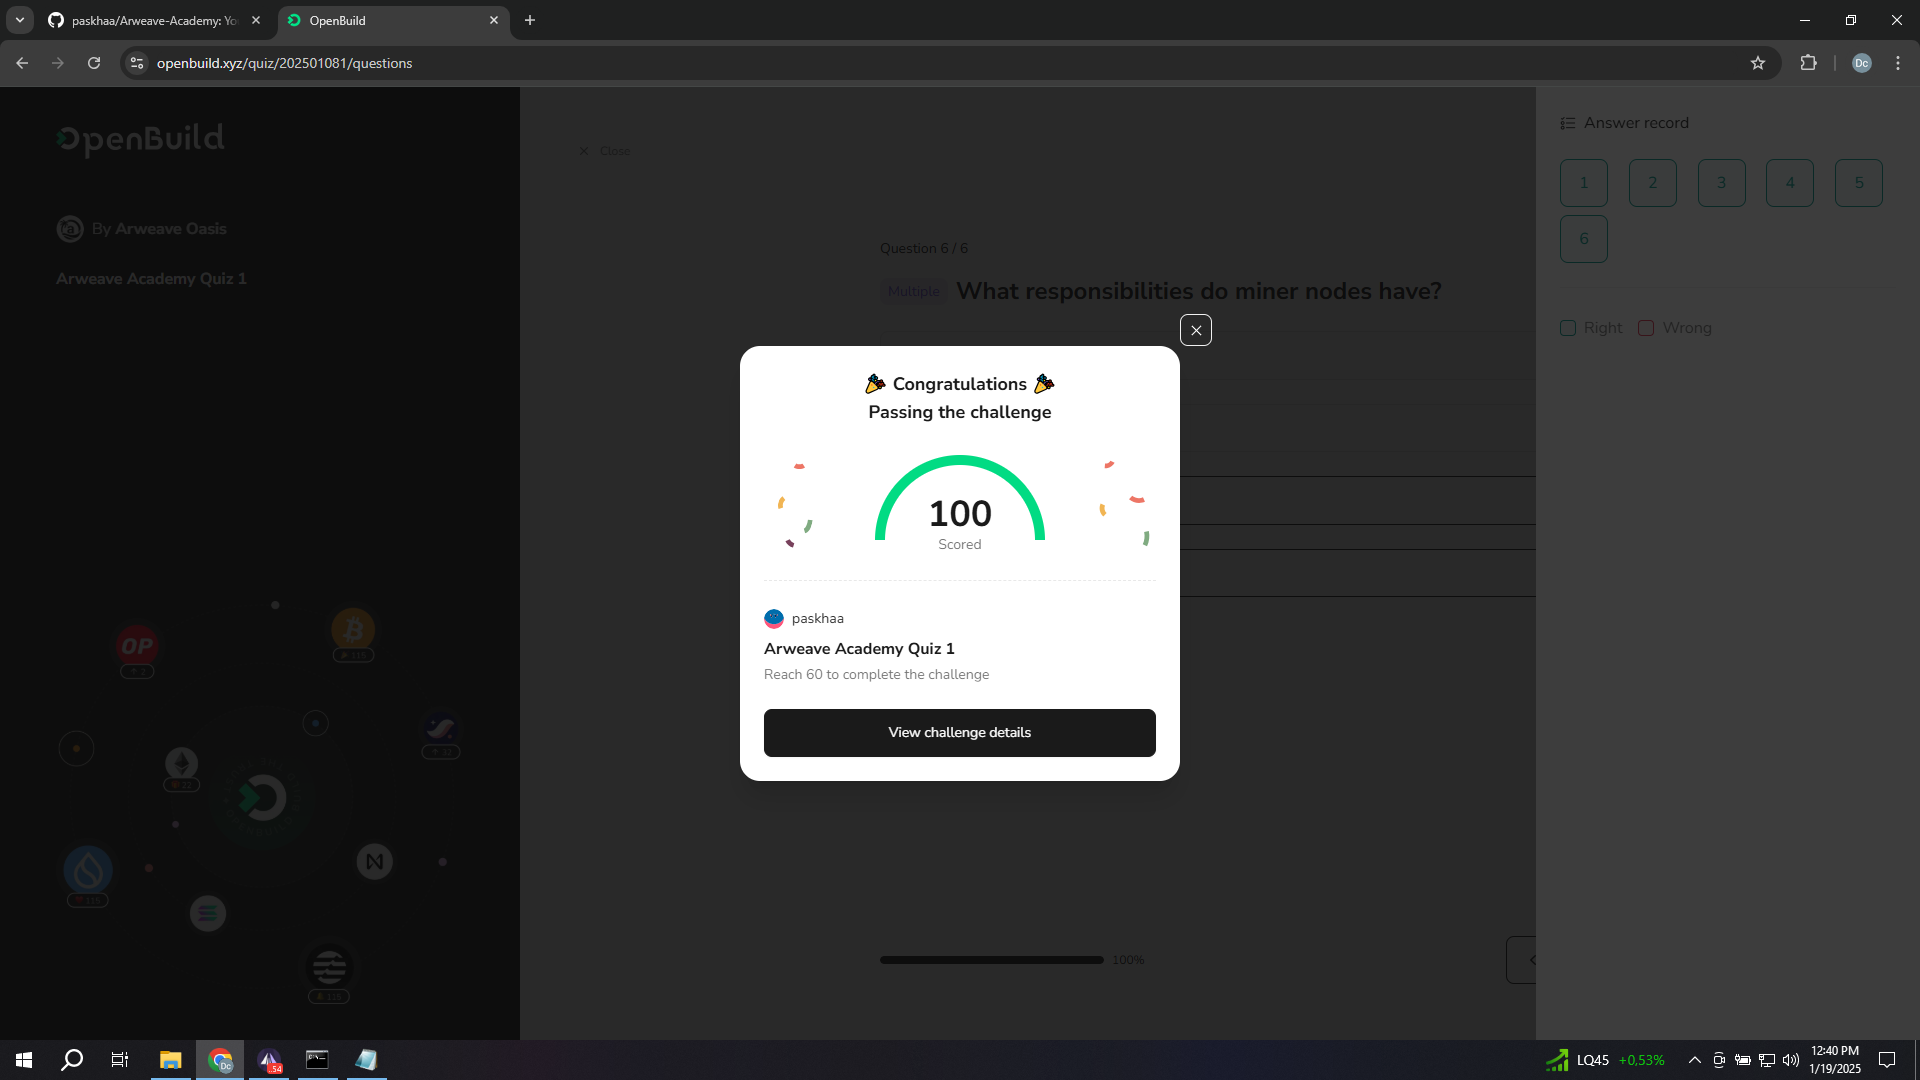 paskhaa/Arweave-Academy: Yo
OpenBuild
openbuild.xyz/quiz/202501081/questions
Dc
OpenBuild
By Arweave Oasis
Arweave Academy Quiz 1
Close
Question 6 / 6
Multiple
What responsibilities do miner nodes have?
Answer record
1
2
3
4
5
6
Right
Wrong
Congratulations
Passing the challenge
100
Scored
paskhaa
Arweave Academy Quiz 1
Reach 60 to complete the challenge
View challenge details
OP
100%
LQ45 +0,53%
12:40 PM
1/19/2025